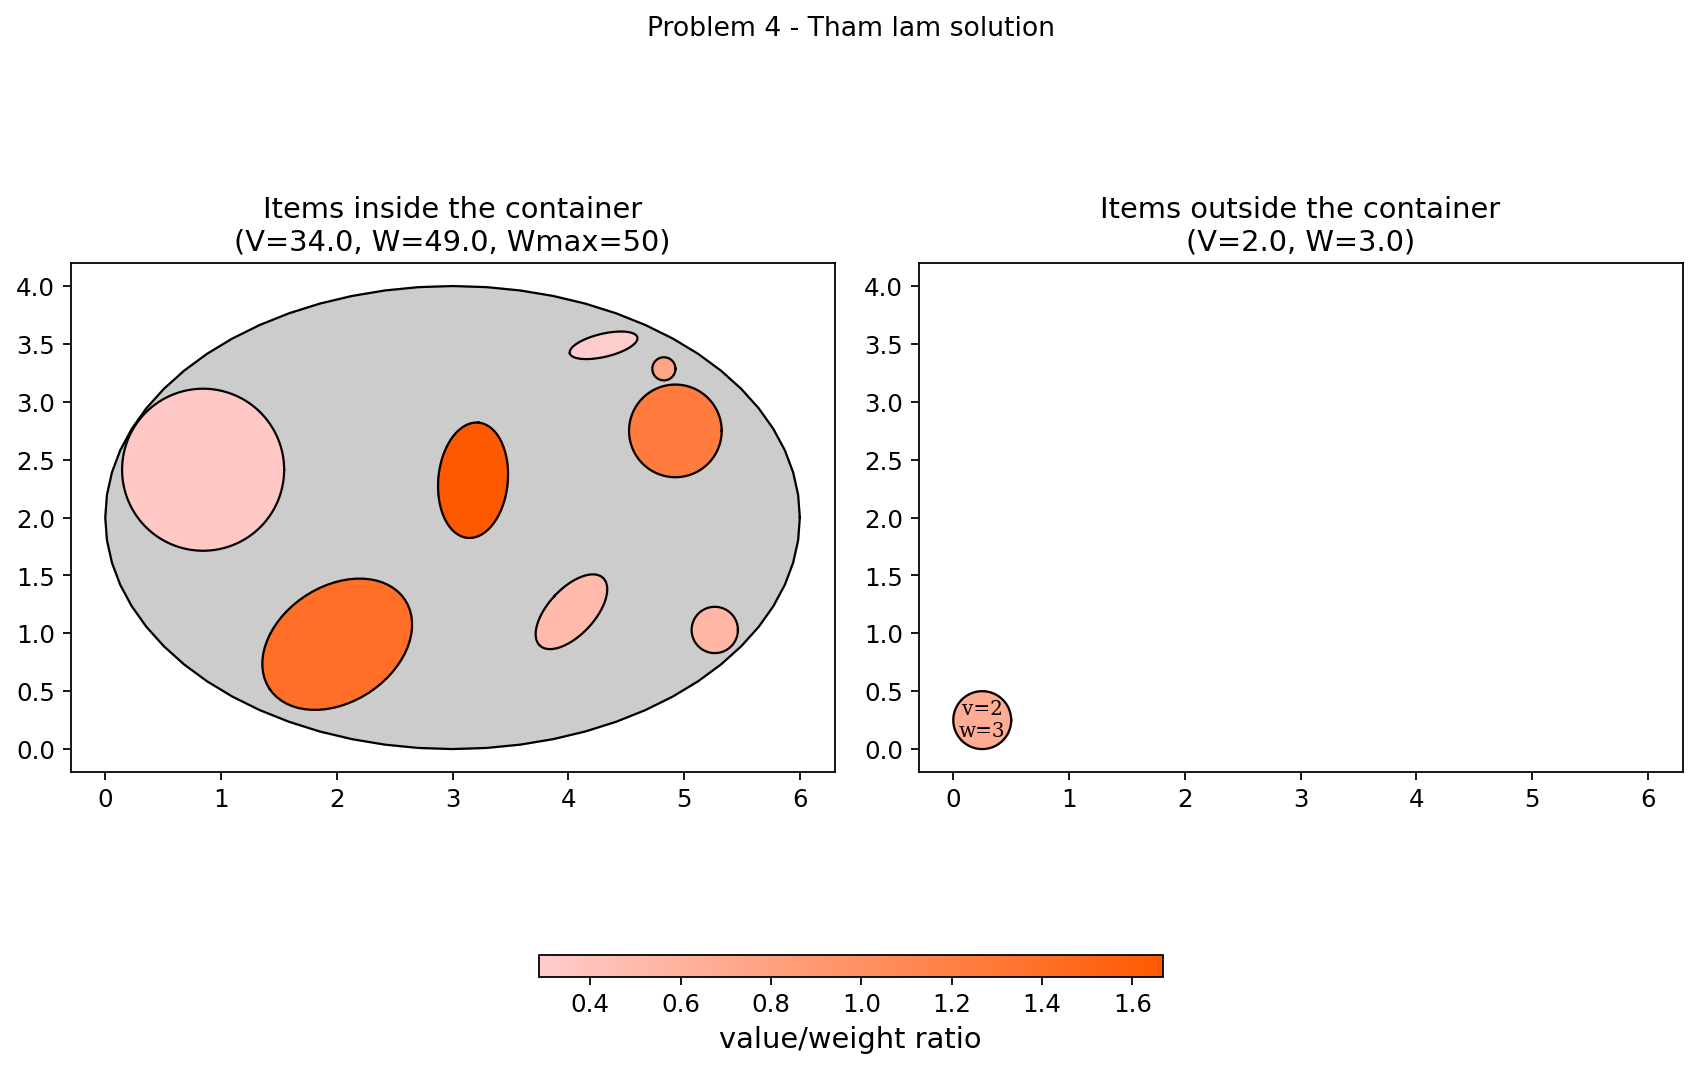 Problem 4 - Tham lam solution
Items inside the container
(V=34.0, W=49.0, Wmax=50)
4.0
3.5
3.0
2.5
2.0
1.5
1.0
0.5
0.0
0 1 2 3 4 5 6
Items outside the container
(V=2.0, W=3.0)
4.0
3.5
3.0
2.5
2.0
1.5
1.0
0.5
0.0
v=2
w=3
0 1 2 3 4 5 6
0.4 0.6 0.8 1.0 1.2 1.4 1.6
value/weight ratio